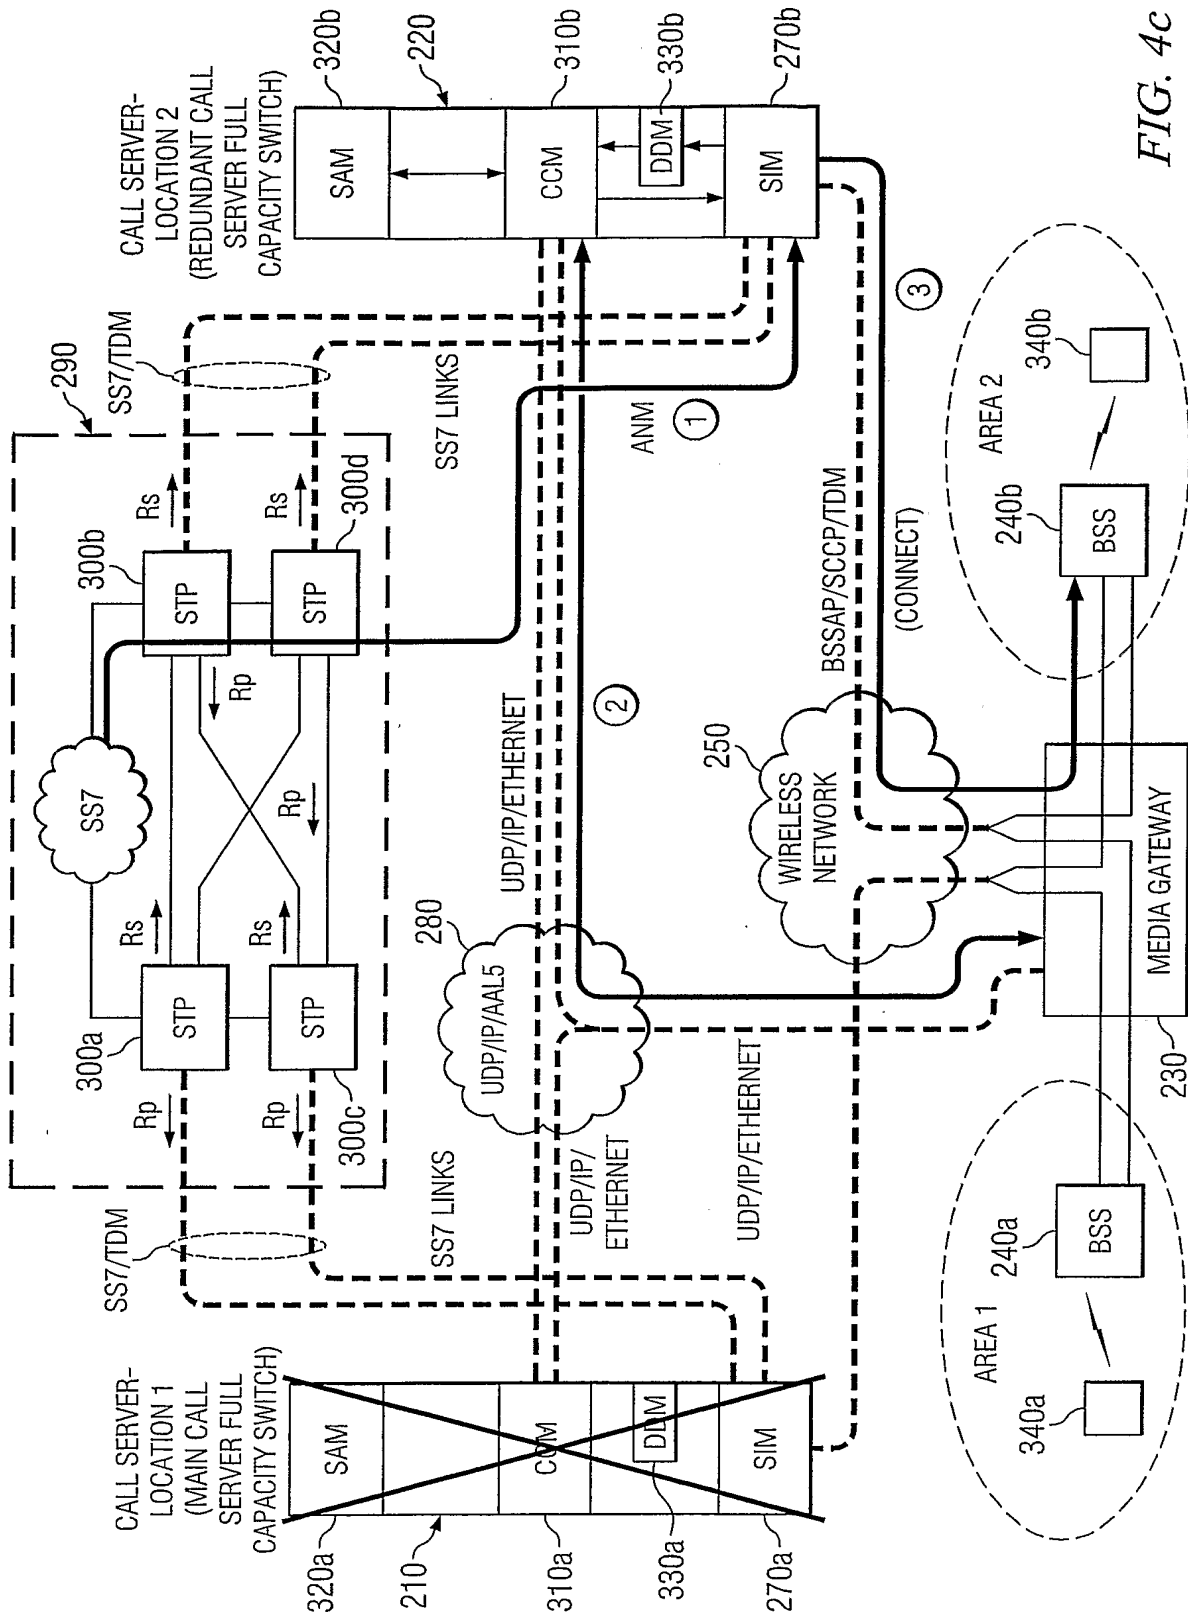 CALL SERVER-
LOCATION 1
(MAIN CALL
SERVER FULL
CAPACITY SWITCH)
320a
210
310a
330a
270a
SAM
CCM
DDM
SIM
SS7/TDM
SS7 LINKS
UDP/IP/
ETHERNET
UDP/IP/ETHERNET
290
SS7
300a
STP
300c
STP
300b
STP
300d
STP
Rp
Rp
Rs
Rs
Rp
Rp
Rs
Rs
280
UDP/IP/AAL5
UDP/IP/ETHERNET
SS7/TDM
SS7 LINKS
ANM
1
2
3
CALL SERVER-
LOCATION 2
(REDUNDANT CALL
SERVER FULL
CAPACITY SWITCH)
320b
220
310b
330b
270b
SAM
CCM
DDM
SIM
BSSAP/SCCP/TDM
(CONNECT)
250
WIRELESS
NETWORK
MEDIA GATEWAY
230
AREA 1
340a
240a
BSS
AREA 2
240b
BSS
340b
FIG. 4c